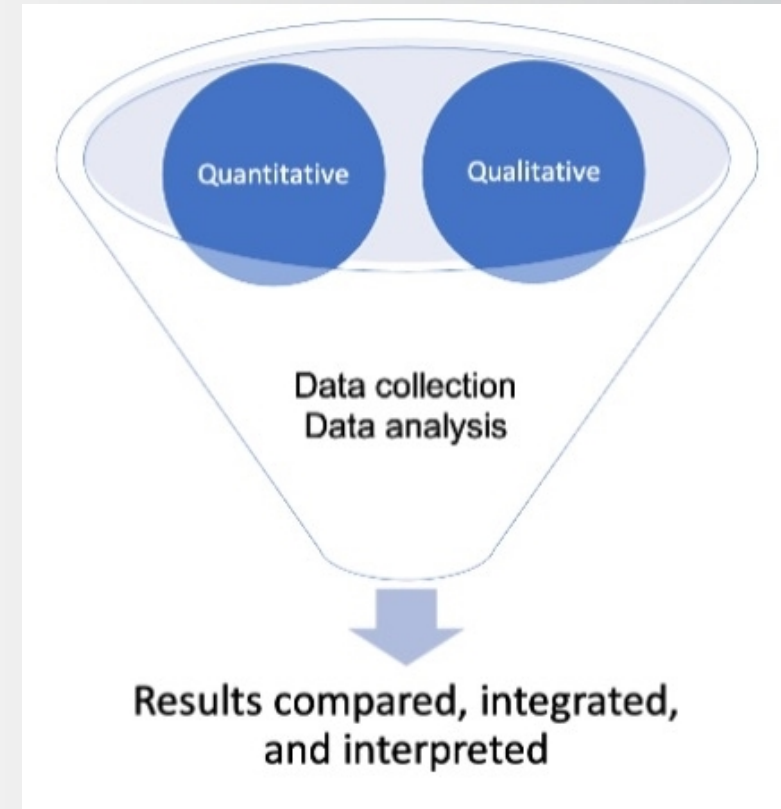 Quantitative
Qualitative
Data collection
Data analysis
Results compared, integrated,
and interpreted